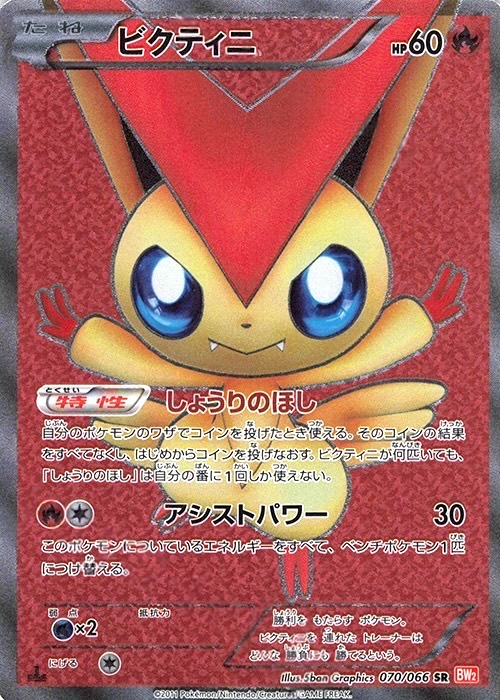 たね ビクティニ HP60
とくせい
特性 しょうりのほし
自分のポケモンのワザでコインを投げたとき使える。そのコインの結果
をすべてなくし、はじめからコインを投げなおす。ビクティニが何匹いても、
「しょうりのほし」は自分の番に1回しか使えない。
アシストパワー 30
このポケモンについているエネルギーをすべて、ベンチポケモン1匹
につけ替える。
弱点 抵抗力
×2
にげる
勝利を もたらす ポケモン。
ビクティニを 連れた トレーナーは
どんな 勝負にも 勝てるという。
Illus. 5ban Graphics 070/066 SR BW2
©2011 Pokémon/Nintendo/Creatures/GAME FREAK.